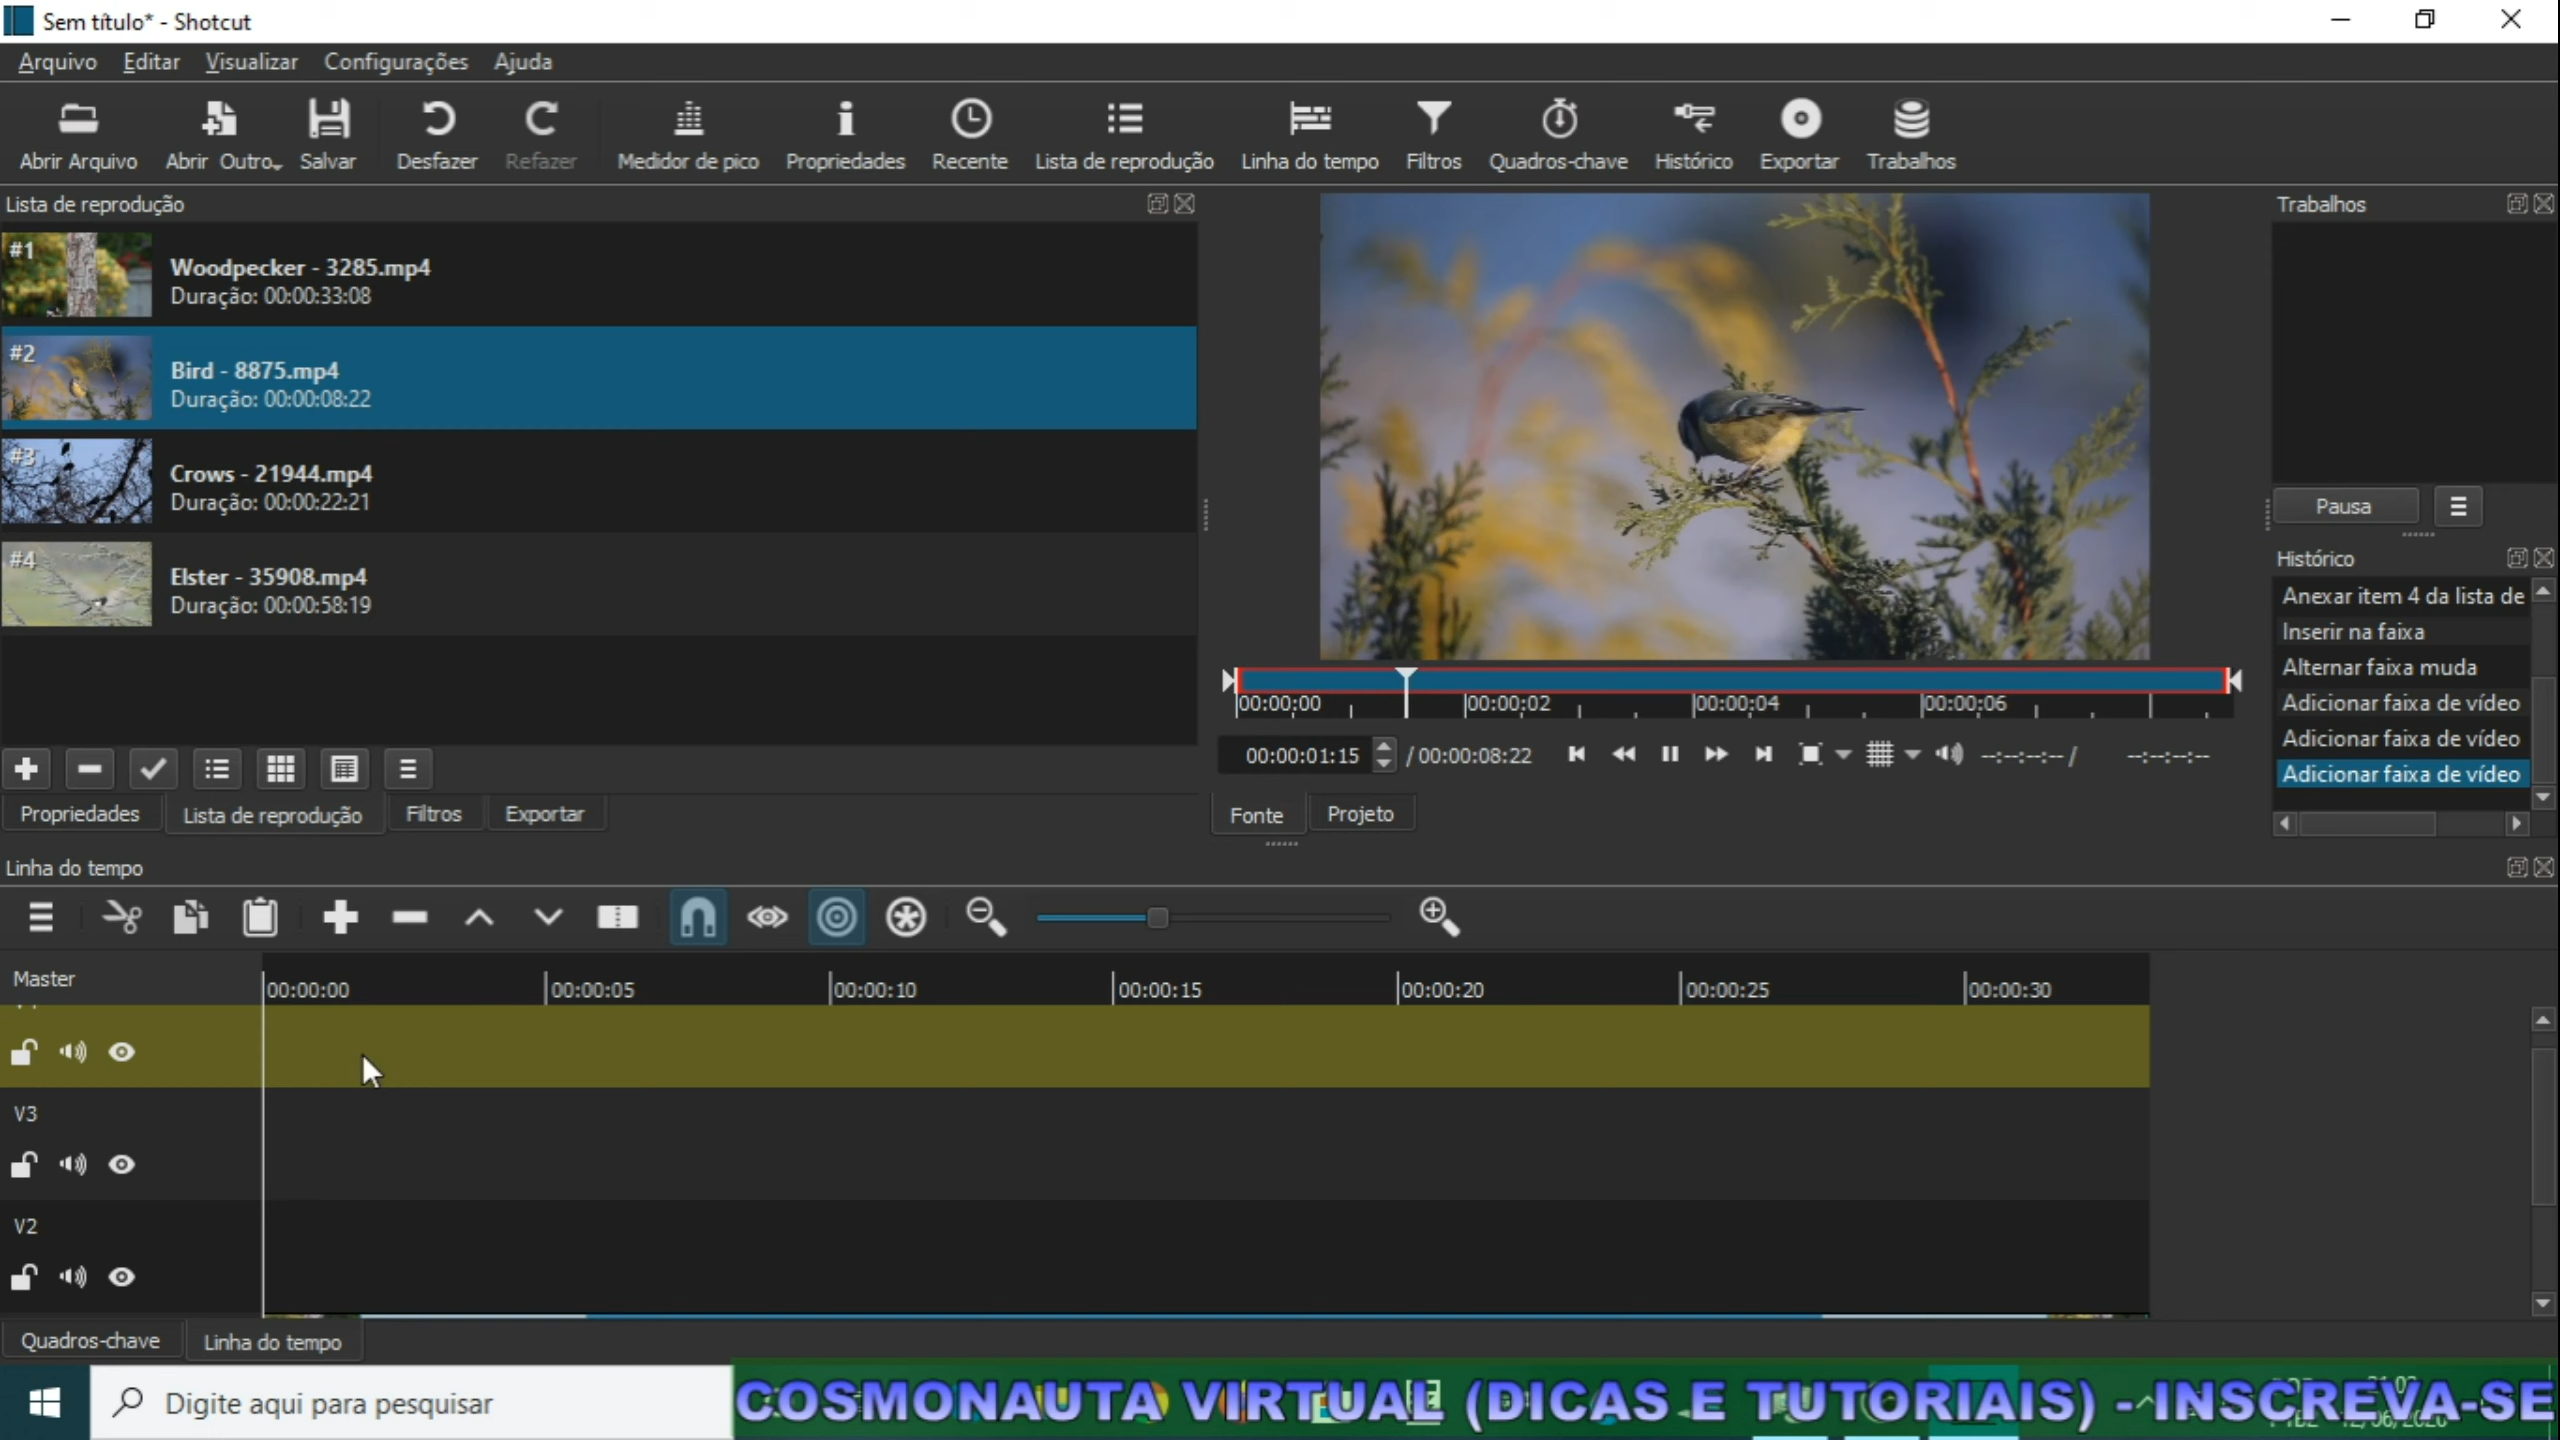 Sem título* - Shotcut
Arquivo Editar Visualizar Configurações Ajuda
Abrir Arquivo Abrir Outro Salvar Desfazer Refazer Medidor de pico Propriedades Recente Lista de reprodução Linha do tempo Filtros Quadros-chave Histórico Exportar Trabalhos
Lista de reprodução
#1
Woodpecker - 3285.mp4
Duração: 00:00:33:08
#2
Bird - 8875.mp4
Duração: 00:00:08:22
#3
Crows - 21944.mp4
Duração: 00:00:22:21
#4
Elster - 35908.mp4
Duração: 00:00:58:19
Propriedades Lista de reprodução Filtros Exportar
00:00:00 00:00:02 00:00:04 00:00:06
00:00:01:15 / 00:00:08:22 --:--:--:-- / --:--:--:--
Fonte Projeto
Trabalhos
Pausa
Histórico
Anexar item 4 da lista de
Inserir na faixa
Alternar faixa muda
Adicionar faixa de vídeo
Adicionar faixa de vídeo
Adicionar faixa de vídeo
Linha do tempo
Master
00:00:00 00:00:05 00:00:10 00:00:15 00:00:20 00:00:25 00:00:30
V3
V2
Quadros-chave Linha do tempo
Digite aqui para pesquisar
COSMONAUTA VIRTUAL (DICAS E TUTORIAIS) - INSCREVA-SE